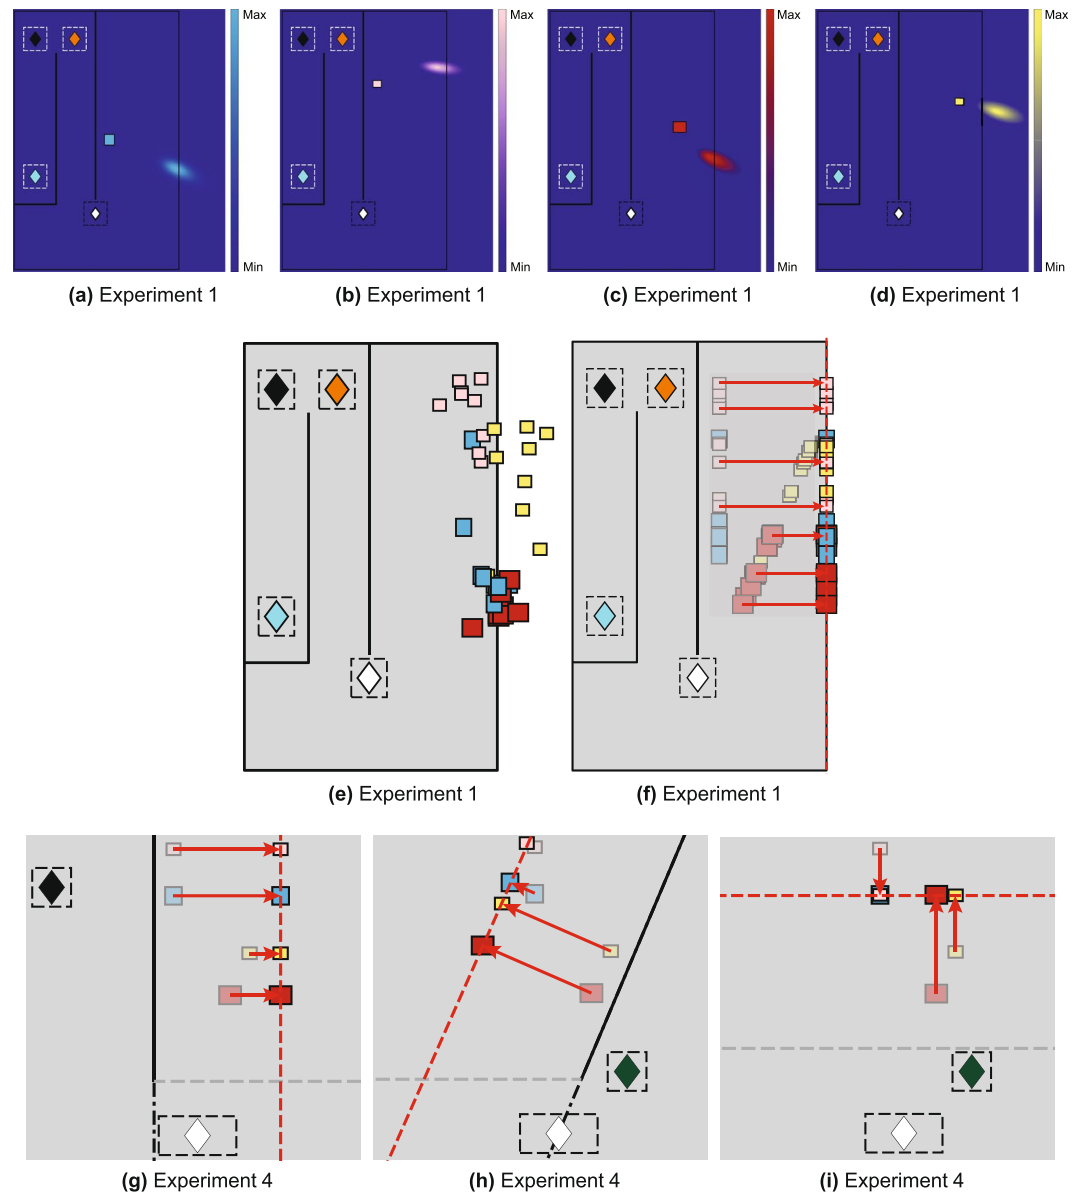 Max
Max
Max
Max
Min
Min
Min
Min
(a) Experiment 1
(b) Experiment 1
(c) Experiment 1
(d) Experiment 1
(e) Experiment 1
(f) Experiment 1
(g) Experiment 4
(h) Experiment 4
(i) Experiment 4